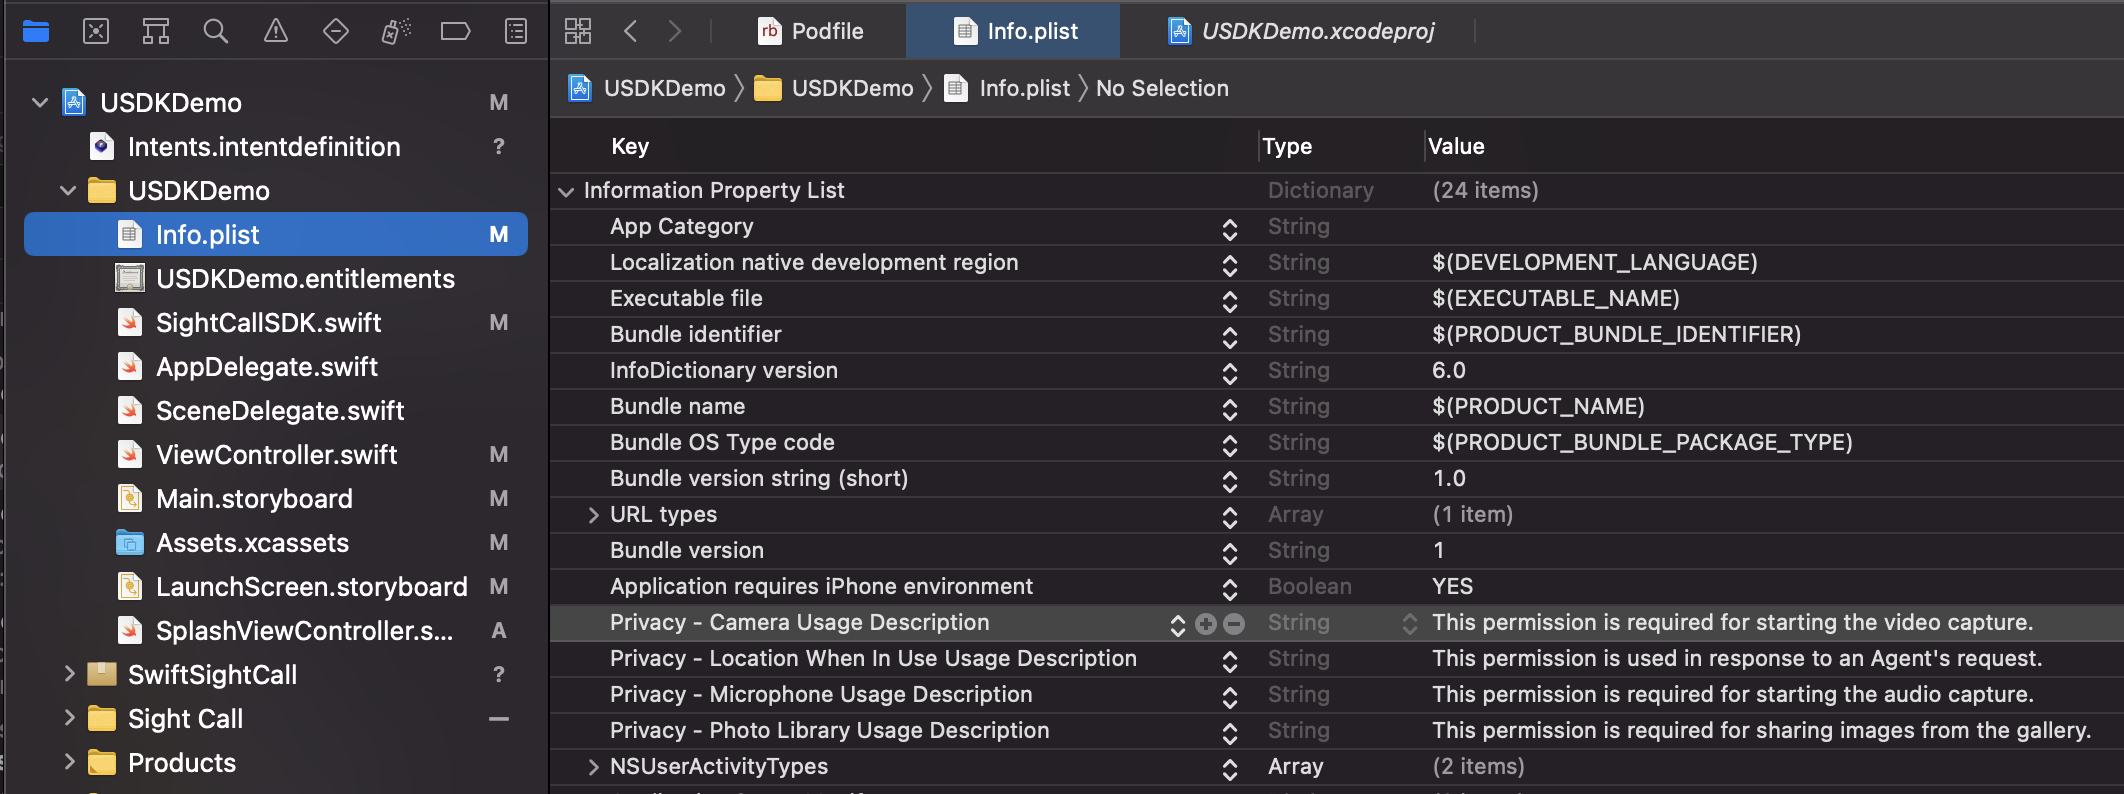 Podfile
Info.plist
USDKDemo.xcodeproj
USDKDemo M
Intents.intentdefinition ?
USDKDemo
Info.plist M
USDKDemo.entitlements
SightCallSDK.swift M
AppDelegate.swift
SceneDelegate.swift
ViewController.swift M
Main.storyboard M
Assets.xcassets M
LaunchScreen.storyboard M
SplashViewController.s... A
SwiftSightCall ?
Sight Call
Products
USDKDemo USDKDemo Info.plist No Selection
Key Type Value
Information Property List Dictionary (24 items)
App Category String
Localization native development region String $(DEVELOPMENT_LANGUAGE)
Executable file String $(EXECUTABLE_NAME)
Bundle identifier String $(PRODUCT_BUNDLE_IDENTIFIER)
InfoDictionary version String 6.0
Bundle name String $(PRODUCT_NAME)
Bundle OS Type code String $(PRODUCT_BUNDLE_PACKAGE_TYPE)
Bundle version string (short) String 1.0
URL types Array (1 item)
Bundle version String 1
Application requires iPhone environment Boolean YES
Privacy - Camera Usage Description String This permission is required for starting the video capture.
Privacy - Location When In Use Usage Description String This permission is used in response to an Agent's request.
Privacy - Microphone Usage Description String This permission is required for starting the audio capture.
Privacy - Photo Library Usage Description String This permission is required for sharing images from the gallery.
NSUserActivityTypes Array (2 items)